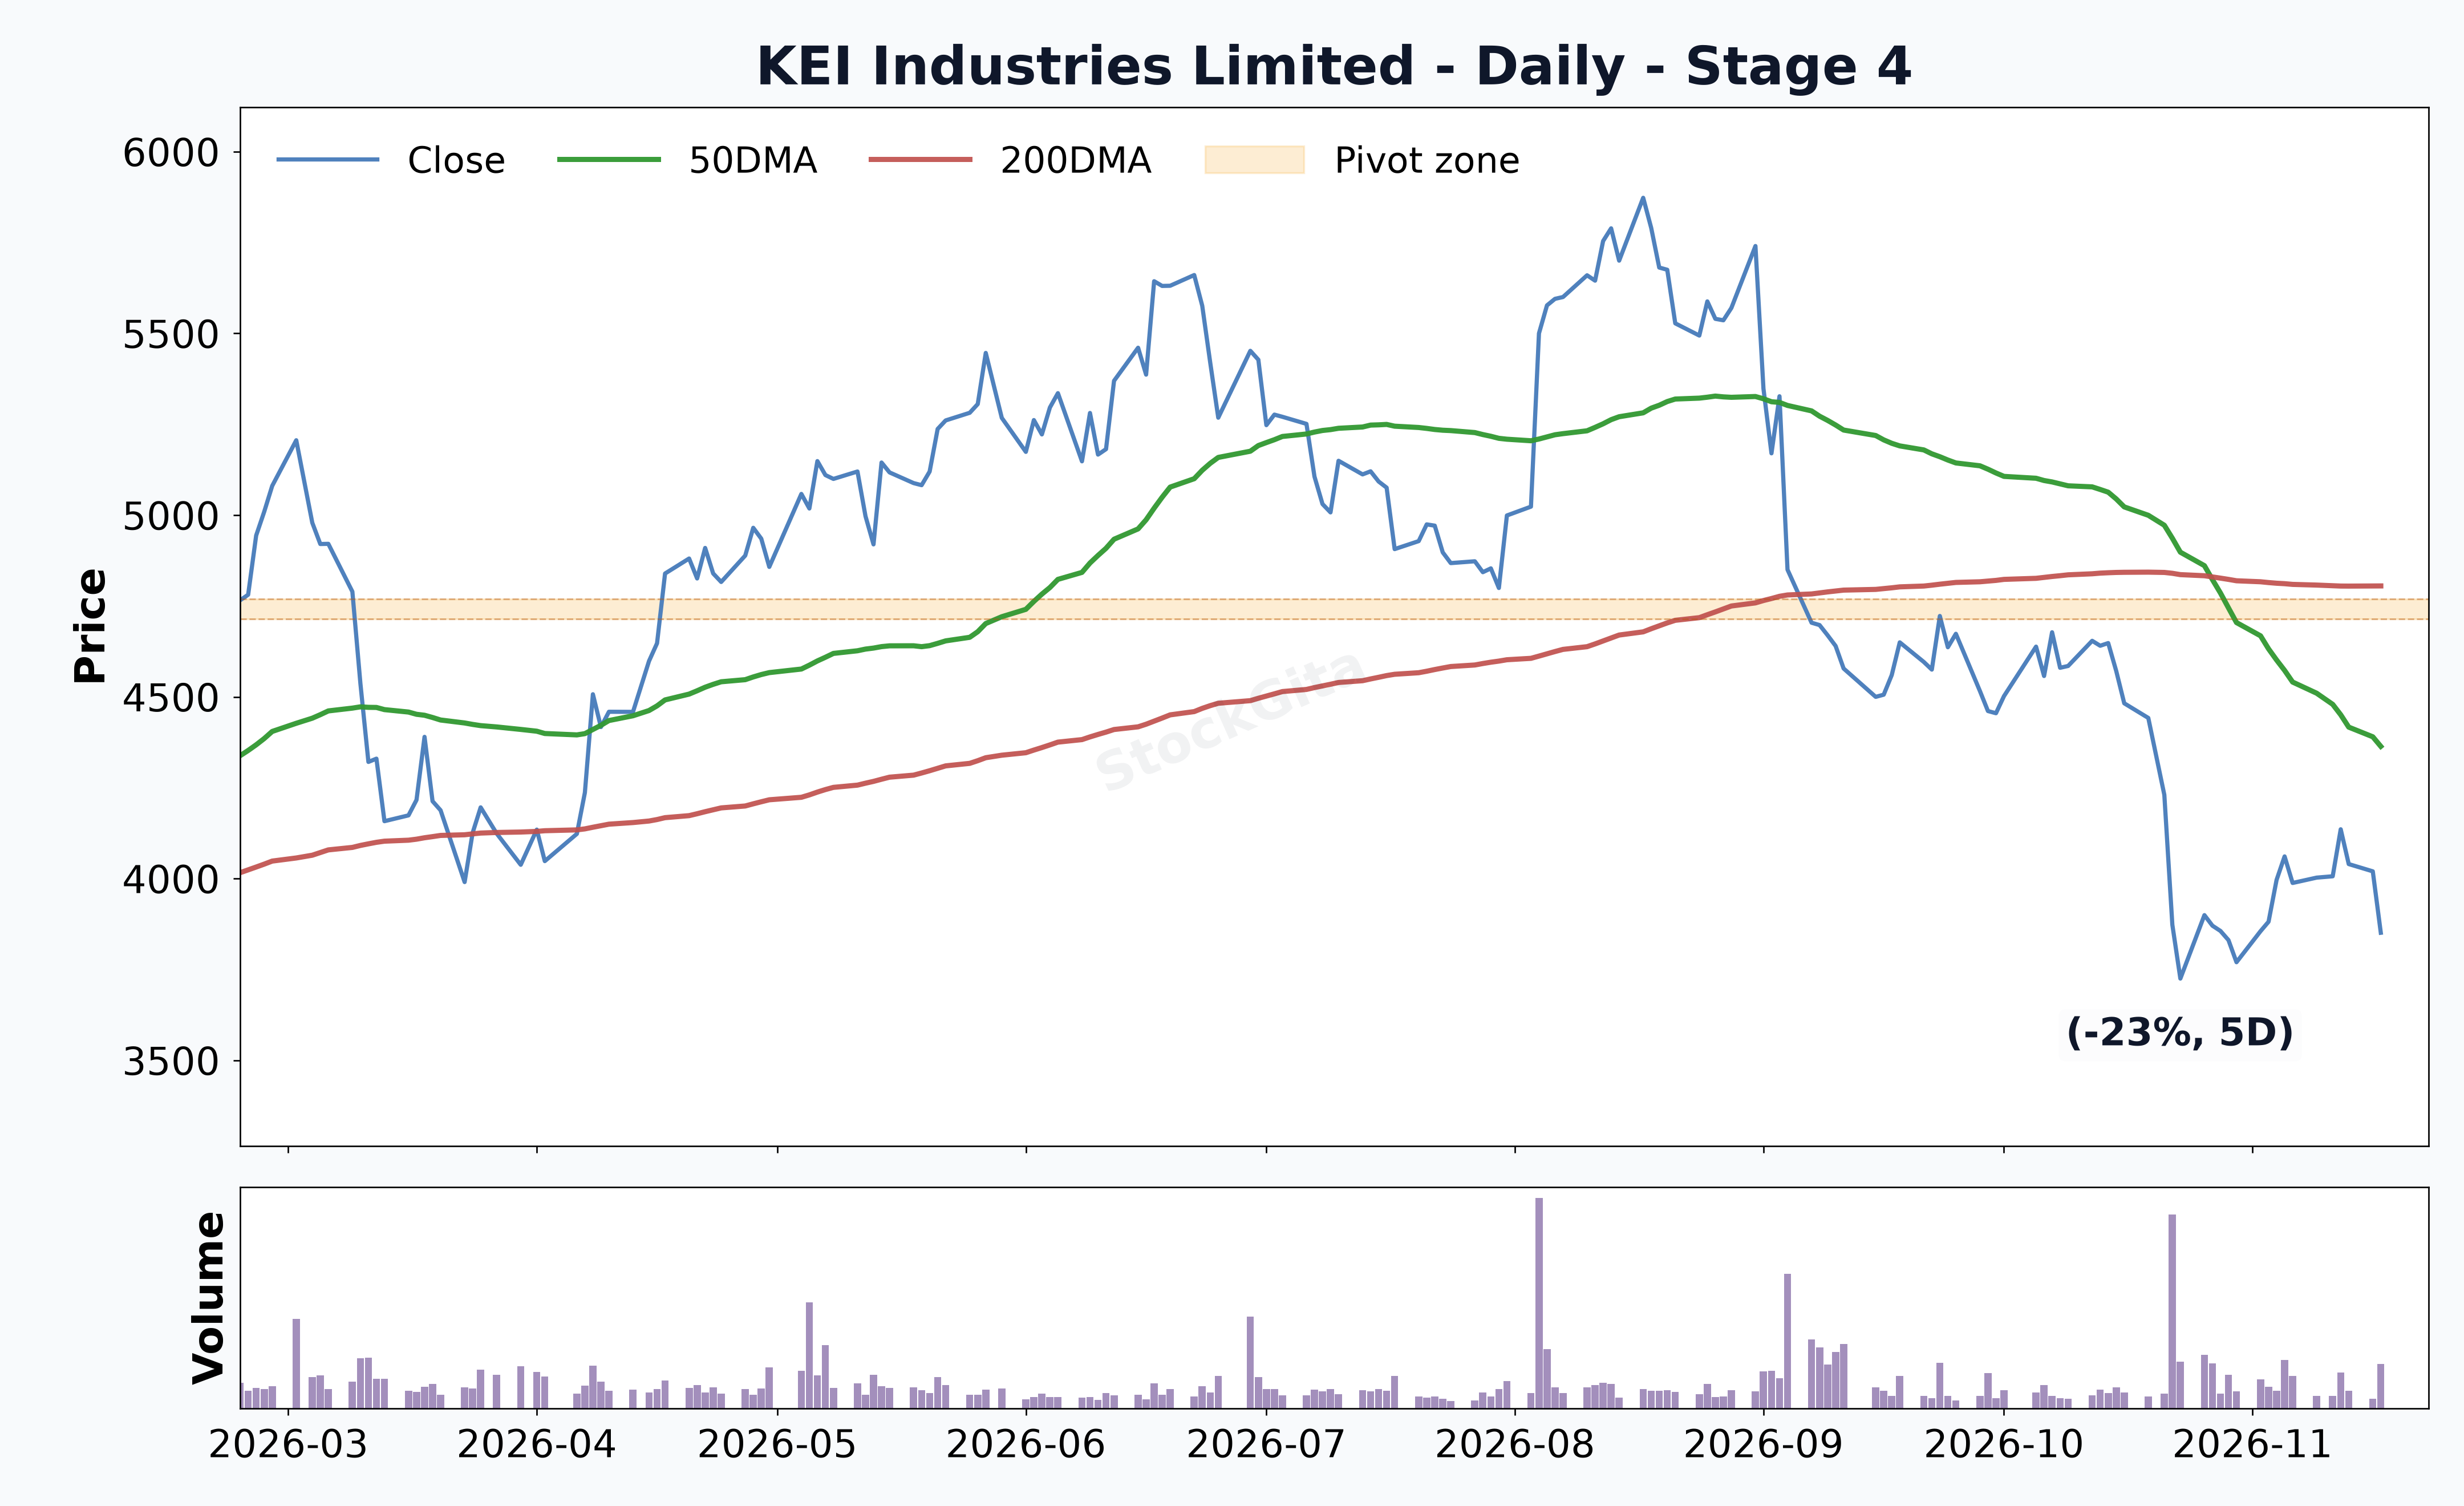 KEI Industries Limited - Daily - Stage 4
Close 50DMA 200DMA Pivot zone
6000
5500
5000
4500
4000
3500
Price
StockGita
(-23%, 5D)
Volume
2026-03 2026-04 2026-05 2026-06 2026-07 2026-08 2026-09 2026-10 2026-11